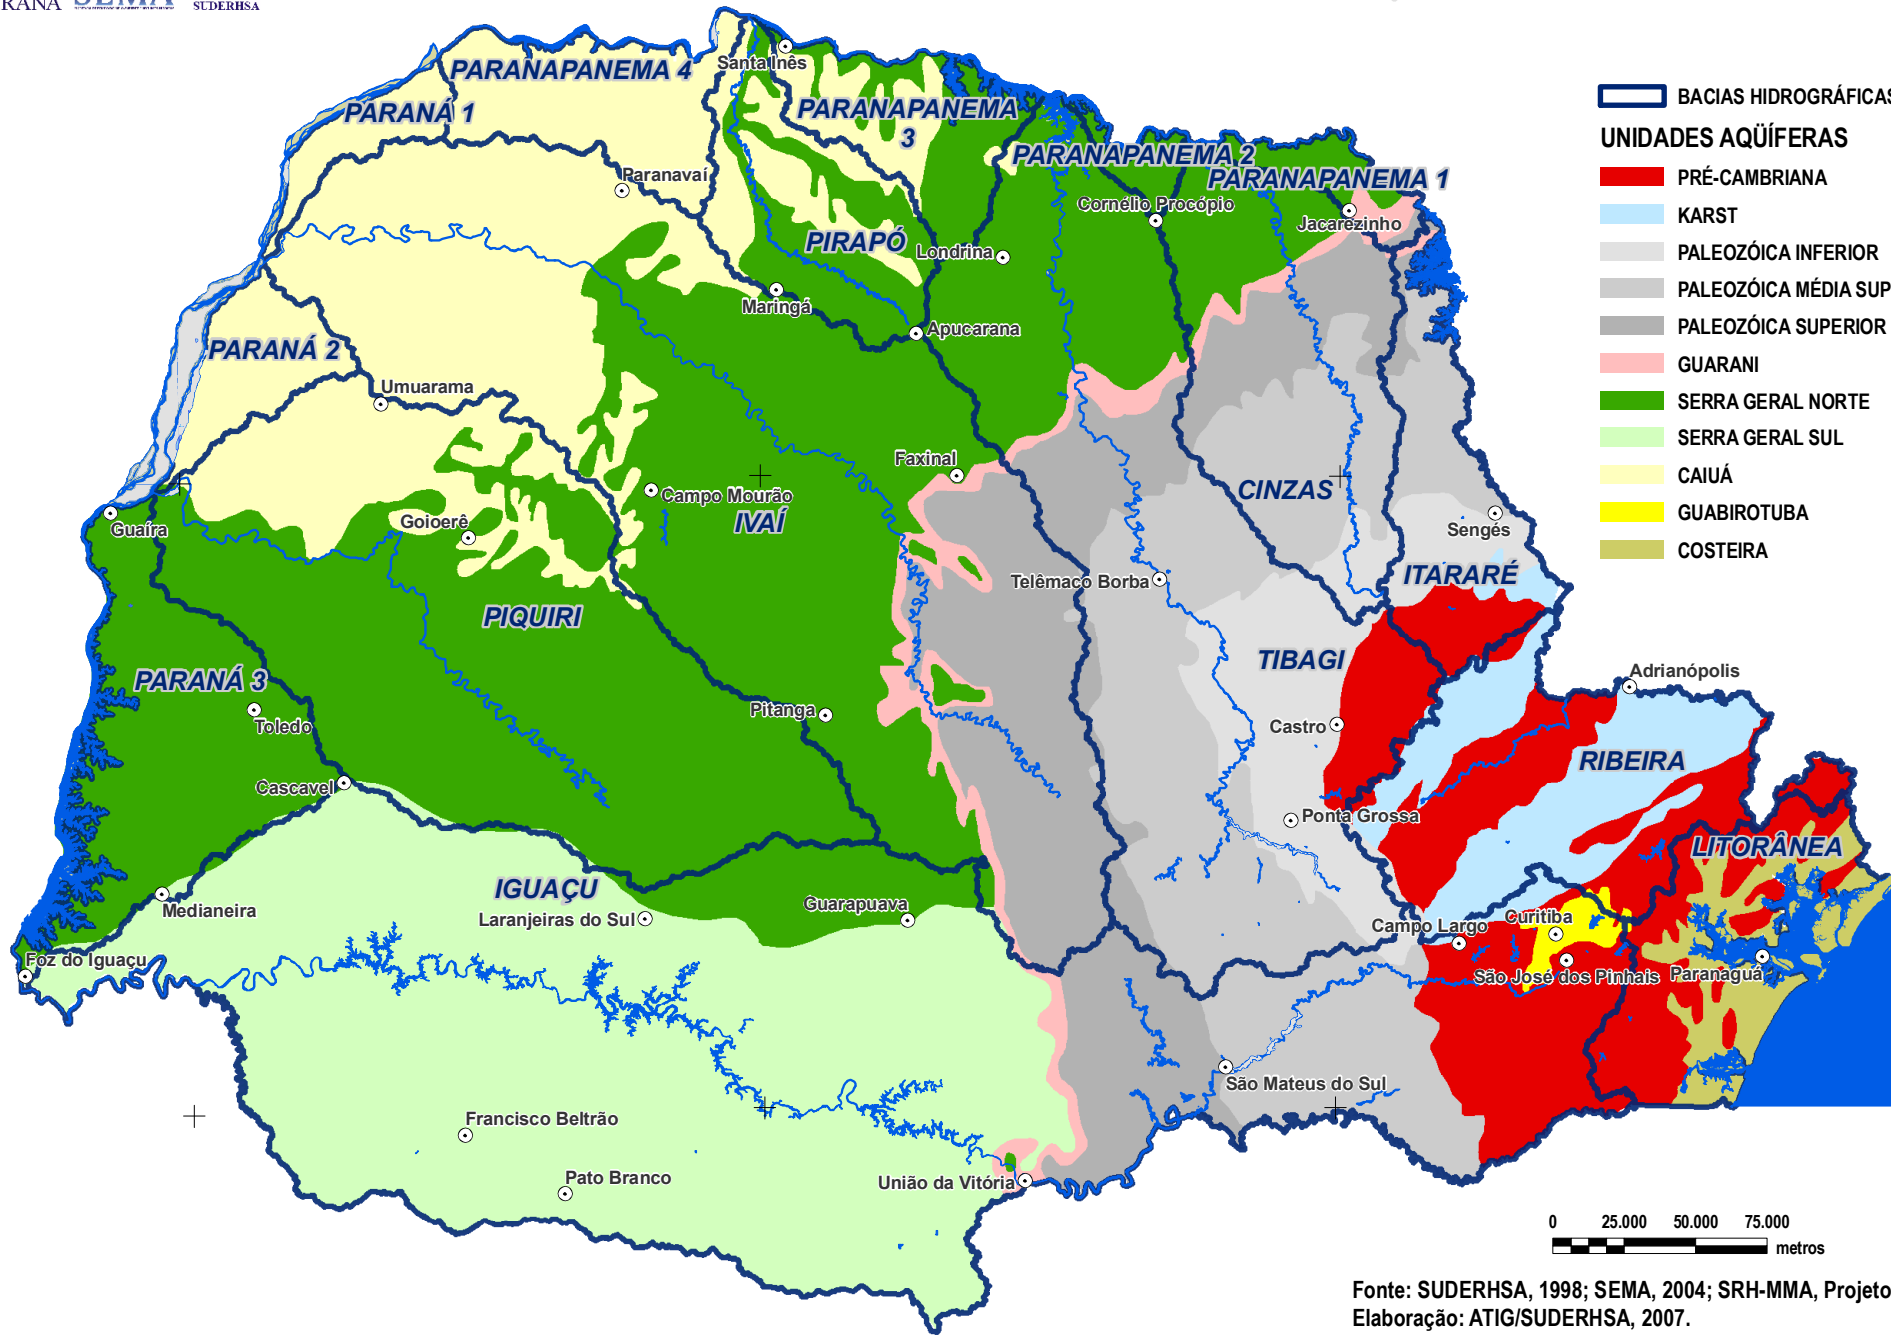 RANÁ SEMA SUDERHSA
BACIAS HIDROGRÁFICAS
UNIDADES AQÜÍFERAS
PRÉ-CAMBRIANA
KARST
PALEOZÓICA INFERIOR
PALEOZÓICA MÉDIA SUP
PALEOZÓICA SUPERIOR
GUARANI
SERRA GERAL NORTE
SERRA GERAL SUL
CAIUÁ
GUABIROTUBA
COSTEIRA
PARANAPANEMA 4
Santa Inês
PARANÁ 1
PARANAPANEMA
3
PARANAPANEMA 2
PARANAPANEMA 1
Paranavaí
Cornélio Procópio
Jacarezinho
PIRAPÓ
Londrina
Maringá
Apucarana
PARANÁ 2
Umuarama
Faxinal
Campo Mourão
CINZAS
IVAÍ
Guaíra
Goioerê
Sengés
Telêmaco Borba
ITARARÉ
PIQUIRI
TIBAGI
PARANÁ 3
Adrianópolis
Toledo
Pitanga
Castro
RIBEIRA
Cascavel
Ponta Grossa
LITORÂNEA
IGUAÇU
Medianeira
Laranjeiras do Sul
Guarapuava
Campo Largo
Curitiba
Foz do Iguaçu
São José dos Pinhais
Paranaguá
São Mateus do Sul
Francisco Beltrão
Pato Branco
União da Vitória
0 25.000 50.000 75.000
metros
Fonte: SUDERHSA, 1998; SEMA, 2004; SRH-MMA, Projeto
Elaboração: ATIG/SUDERHSA, 2007.